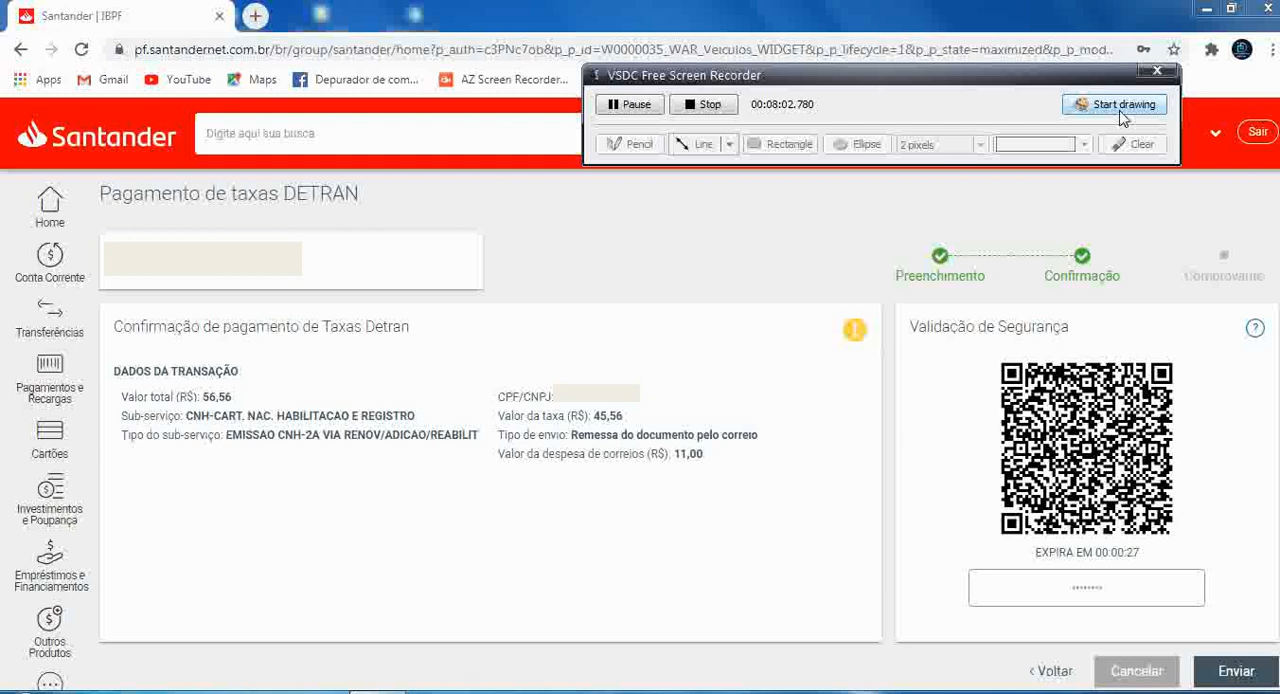 Santander | IBPF
pf.santandernet.com.br/br/group/santander/home?p_auth=c3PNc7ob&p_p_id=W0000035_WAR_Veiculos_WIDGET&p_p_lifecycle=1&p_p_state=maximized&p_p_mod...
Apps Gmail YouTube Maps Depurador de com... AZ Screen Recorder...
VSDC Free Screen Recorder
Pause Stop 00:08:02.780 Start drawing
Pencil Line Rectangle Ellipse 2 pixels Clear
Santander
Digite aqui sua busca
Sair
Pagamento de taxas DETRAN
Home
Conta Corrente
Transferências
Pagamentos e
Recargas
Cartões
Investimentos
e Poupança
Empréstimos e
Financiamentos
Outros
Produtos
Preenchimento Confirmação Comprovante
Confirmação de pagamento de Taxas Detran
DADOS DA TRANSAÇÃO
Valor total (R$): 56,56
Sub-serviço: CNH-CART. NAC. HABILITACAO E REGISTRO
Tipo do sub-serviço: EMISSAO CNH-2A VIA RENOV/ADICAO/REABILIT
CPF/CNPJ:
Valor da taxa (R$): 45,56
Tipo de envio: Remessa do documento pelo correio
Valor da despesa de correios (R$): 11,00
Validação de Segurança
?
EXPIRA EM 00:00:27
Voltar Cancelar Enviar